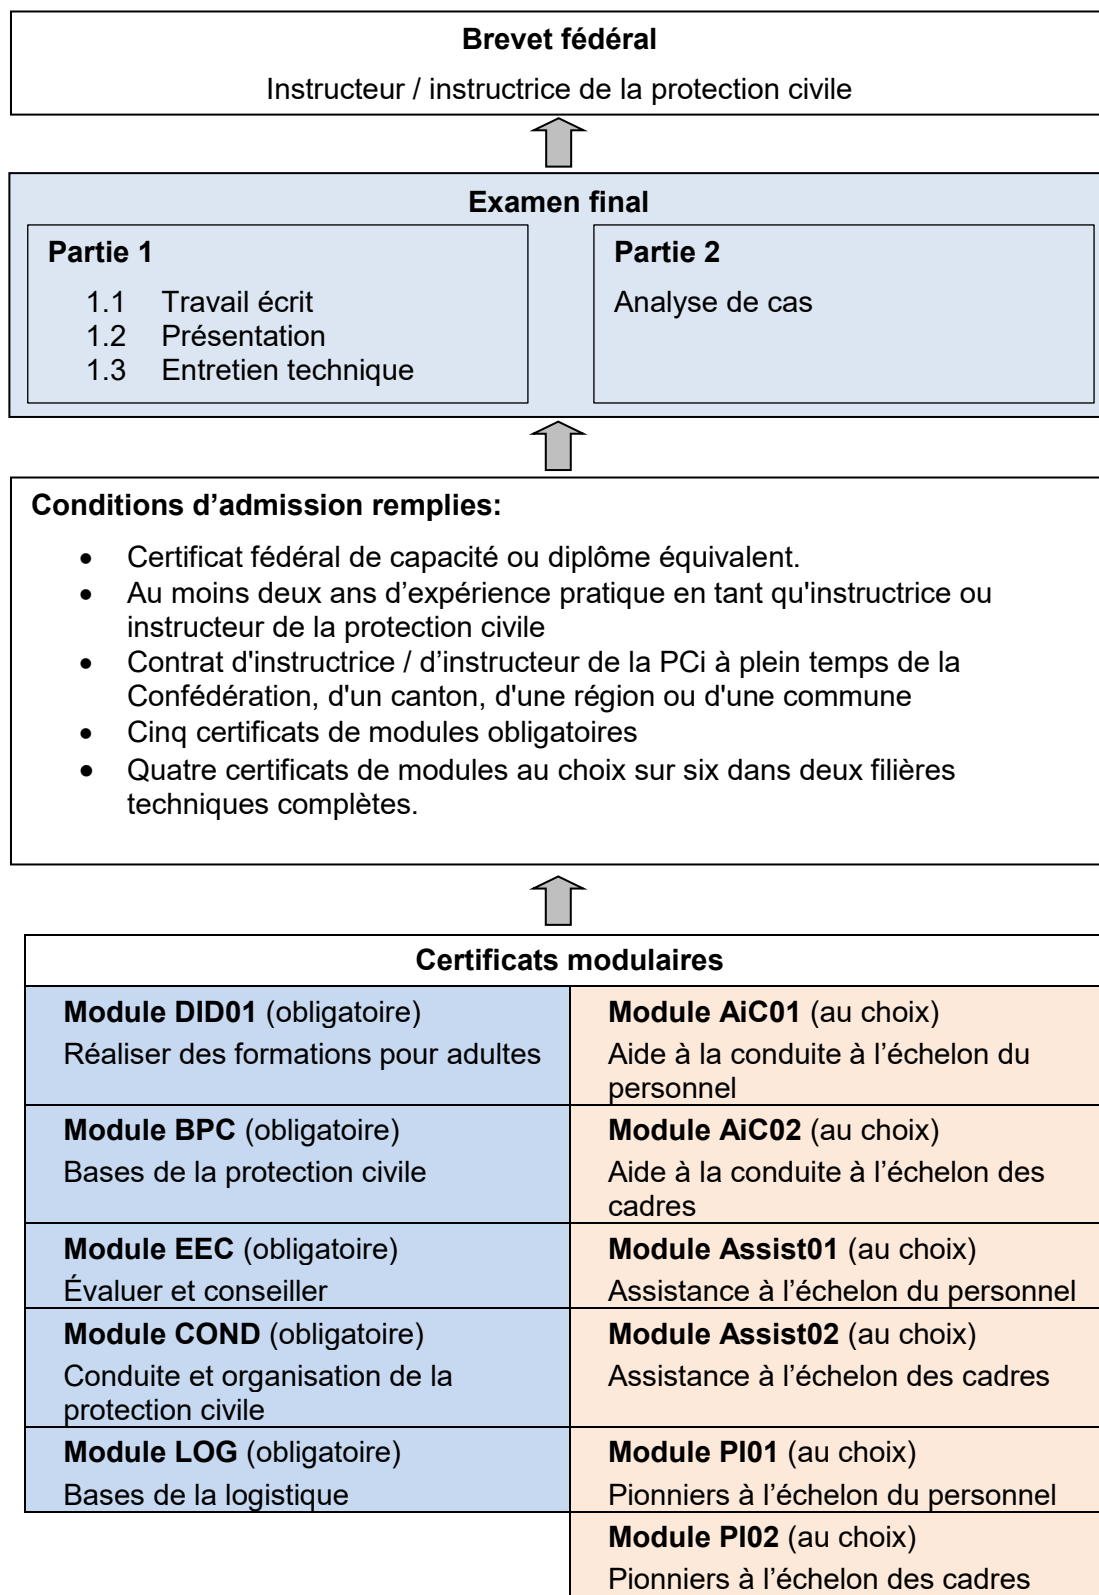 Brevet fédéral
Instructeur / instructrice de la protection civile
Examen final
Partie 1
1.1 Travail écrit
1.2 Présentation
1.3 Entretien technique
Partie 2
Analyse de cas
Conditions d’admission remplies:
• Certificat fédéral de capacité ou diplôme équivalent.
• Au moins deux ans d’expérience pratique en tant qu'instructrice ou
instructeur de la protection civile
• Contrat d'instructrice / d’instructeur de la PCi à plein temps de la
Confédération, d'un canton, d'une région ou d'une commune
• Cinq certificats de modules obligatoires
• Quatre certificats de modules au choix sur six dans deux filières
techniques complètes.
Certificats modulaires
Module DID01 (obligatoire)
Réaliser des formations pour adultes
Module AiC01 (au choix)
Aide à la conduite à l’échelon du
personnel
Module BPC (obligatoire)
Bases de la protection civile
Module AiC02 (au choix)
Aide à la conduite à l’échelon des
cadres
Module EEC (obligatoire)
Évaluer et conseiller
Module Assist01 (au choix)
Assistance à l’échelon du personnel
Module COND (obligatoire)
Conduite et organisation de la
protection civile
Module Assist02 (au choix)
Assistance à l’échelon des cadres
Module LOG (obligatoire)
Bases de la logistique
Module PI01 (au choix)
Pionniers à l’échelon du personnel
Module PI02 (au choix)
Pionniers à l’échelon des cadres